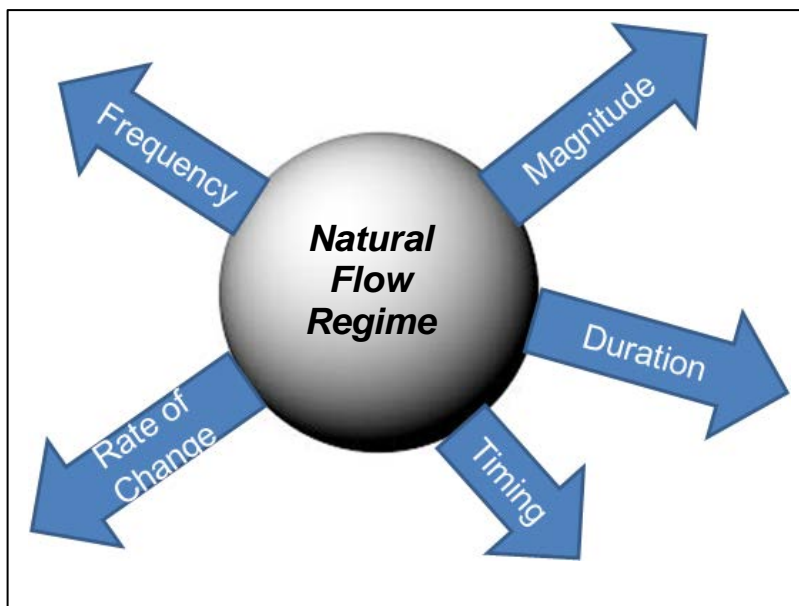 Frequency
Magnitude
Natural
Flow
Regime
Duration
Rate of
Change
Timing